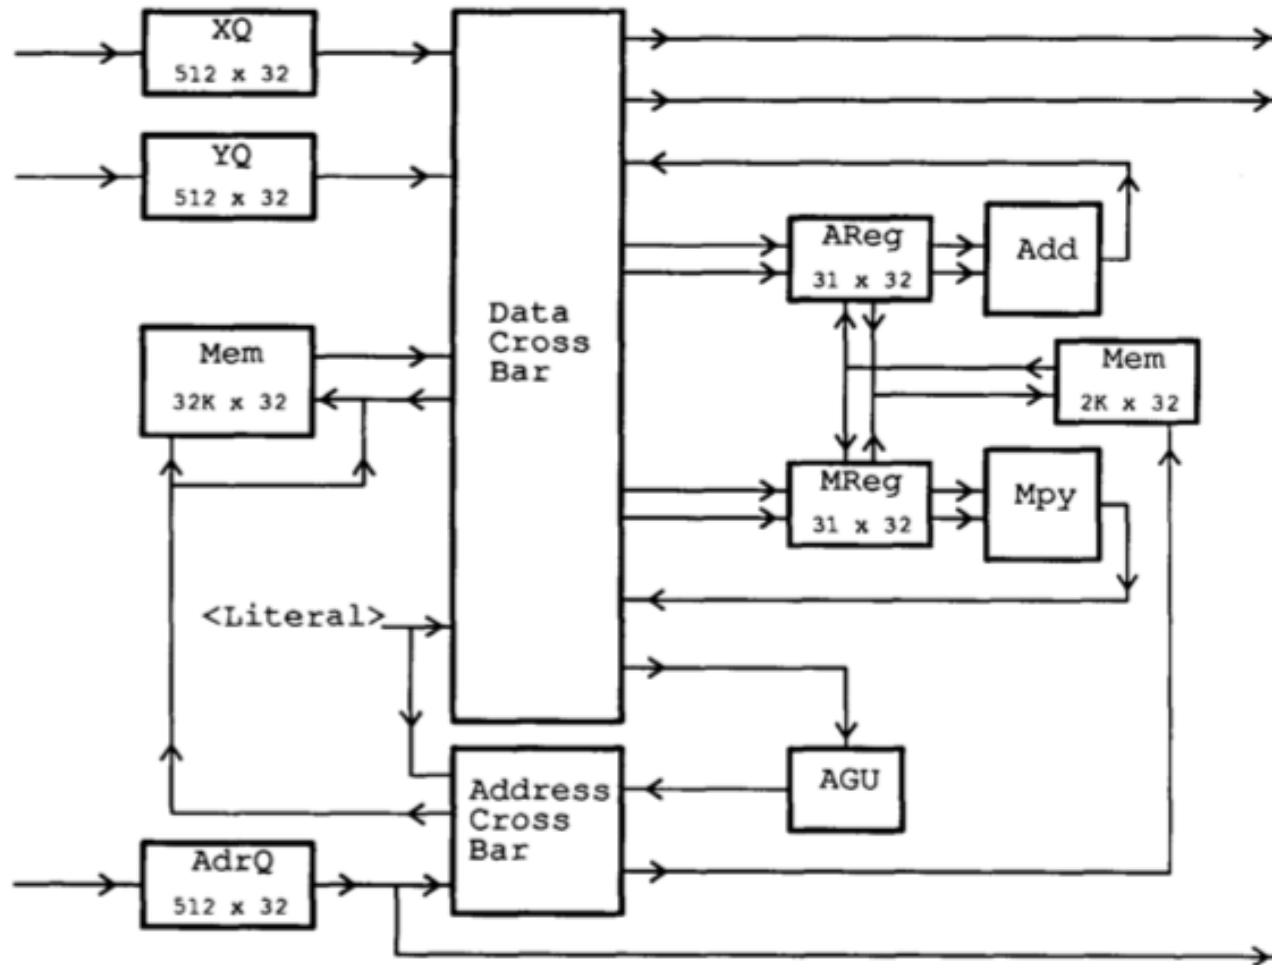 XQ
512 x 32
YQ
512 x 32
Data
Cross
Bar
AReg
31 x 32
Add
Mem
32K x 32
Mem
2K x 32
MReg
31 x 32
Mpy
<Literal>
Address
Cross
Bar
AGU
AdrQ
512 x 32